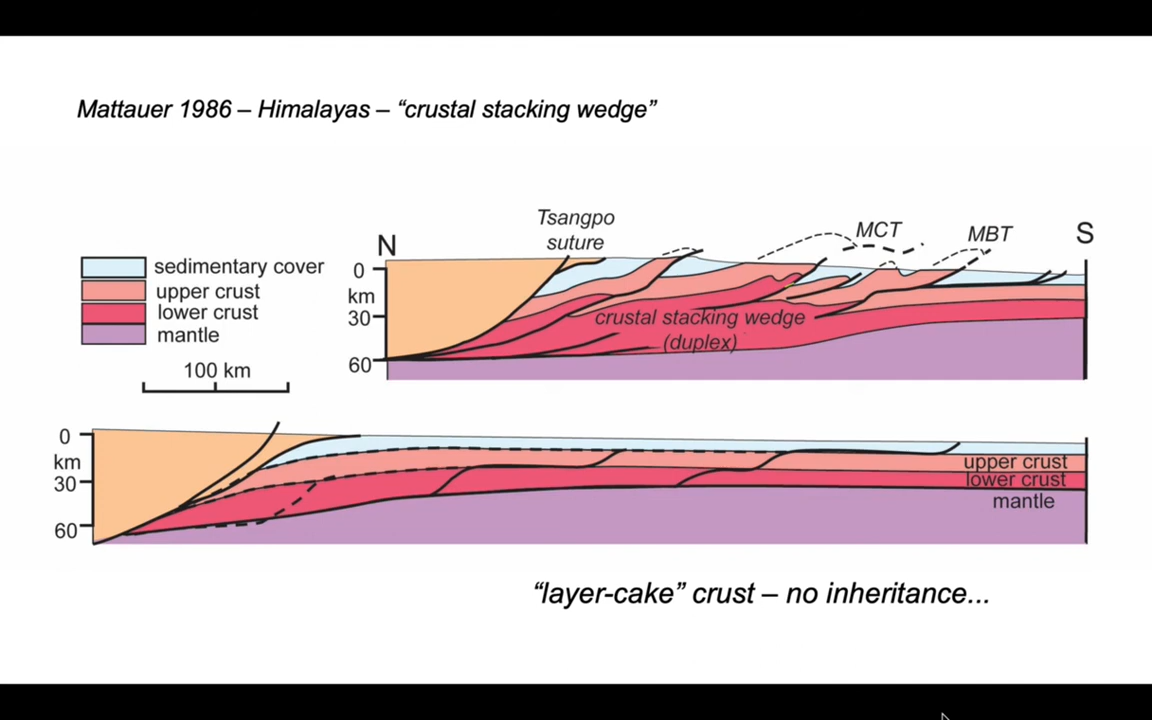 Mattauer 1986 – Himalayas – “crustal stacking wedge”
Tsangpo
suture
MCT
MBT
N
S
sedimentary cover
upper crust
lower crust
mantle
100 km
0
km
30
60
crustal stacking wedge
(duplex)
0
km
30
60
upper crust
lower crust
mantle
“layer-cake” crust – no inheritance...